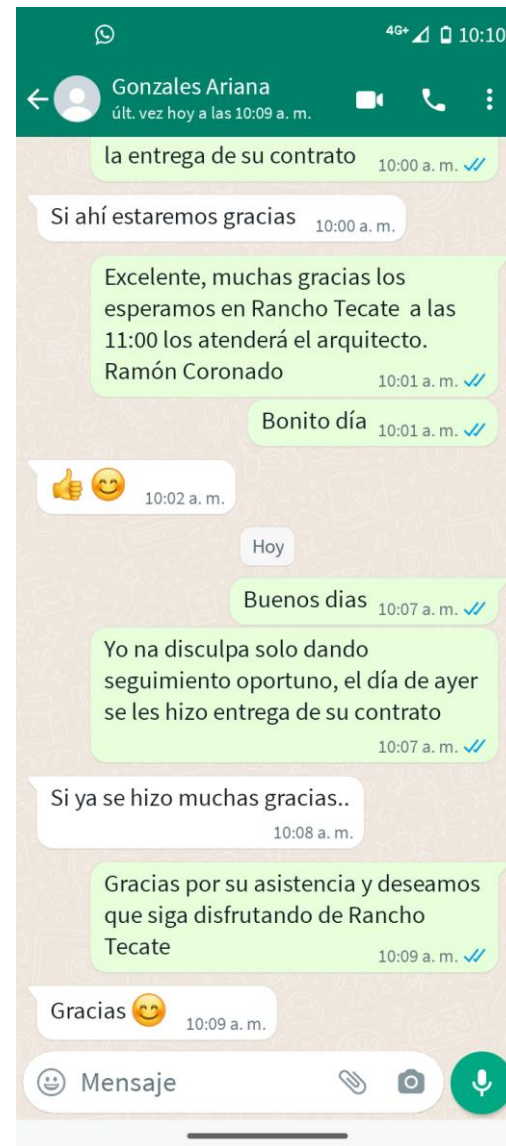 4G+ 10:10
Gonzales Ariana
últ. vez hoy a las 10:09 a. m.
la entrega de su contrato 10:00 a. m.
Si ahí estaremos gracias 10:00 a. m.
Excelente, muchas gracias los
esperamos en Rancho Tecate a las
11:00 los atenderá el arquitecto.
Ramón Coronado 10:01 a. m.
Bonito día 10:01 a. m.
👍😊 10:02 a. m.
Hoy
Buenos dias 10:07 a. m.
Yo na disculpa solo dando
seguimiento oportuno, el día de ayer
se les hizo entrega de su contrato
10:07 a. m.
Si ya se hizo muchas gracias..
10:08 a. m.
Gracias por su asistencia y deseamos
que siga disfrutando de Rancho
Tecate 10:09 a. m.
Gracias 😊 10:09 a. m.
Mensaje